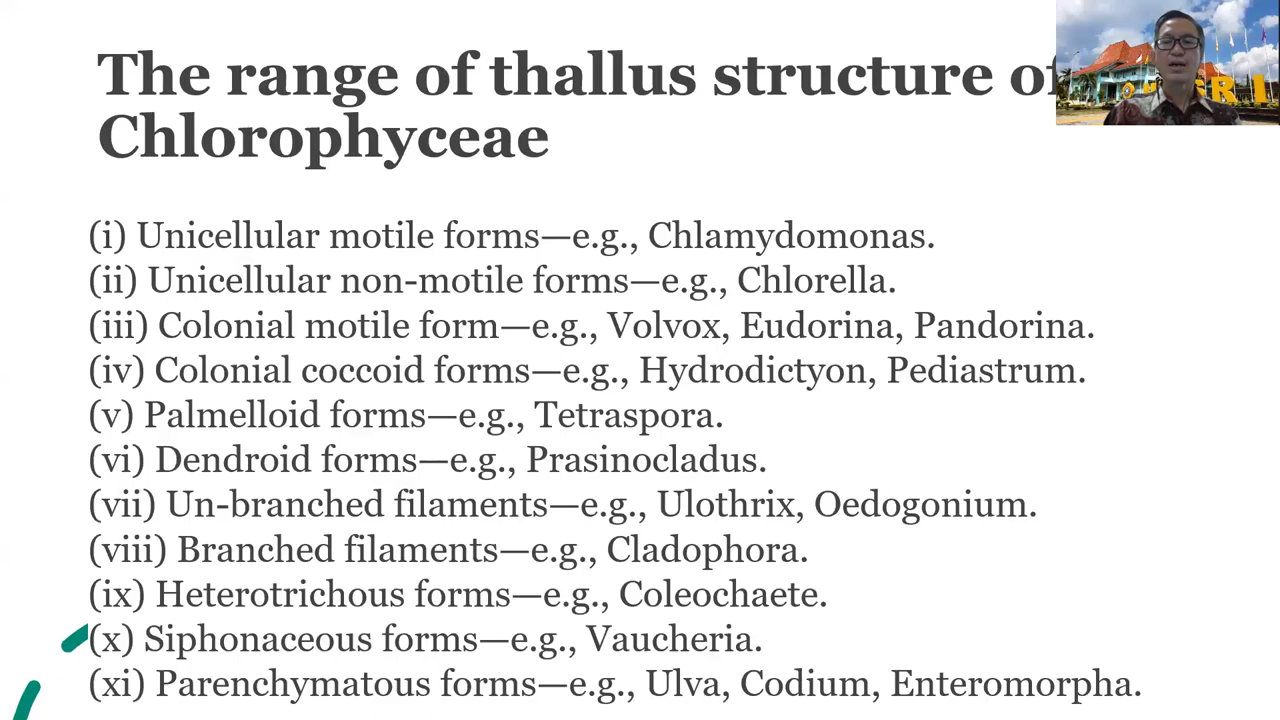 The range of thallus structure of
Chlorophyceae
(i) Unicellular motile forms—e.g., Chlamydomonas.
(ii) Unicellular non-motile forms—e.g., Chlorella.
(iii) Colonial motile form—e.g., Volvox, Eudorina, Pandorina.
(iv) Colonial coccoid forms—e.g., Hydrodictyon, Pediastrum.
(v) Palmelloid forms—e.g., Tetraspora.
(vi) Dendroid forms—e.g., Prasinocladus.
(vii) Un-branched filaments—e.g., Ulothrix, Oedogonium.
(viii) Branched filaments—e.g., Cladophora.
(ix) Heterotrichous forms—e.g., Coleochaete.
(x) Siphonaceous forms—e.g., Vaucheria.
(xi) Parenchymatous forms—e.g., Ulva, Codium, Enteromorpha.